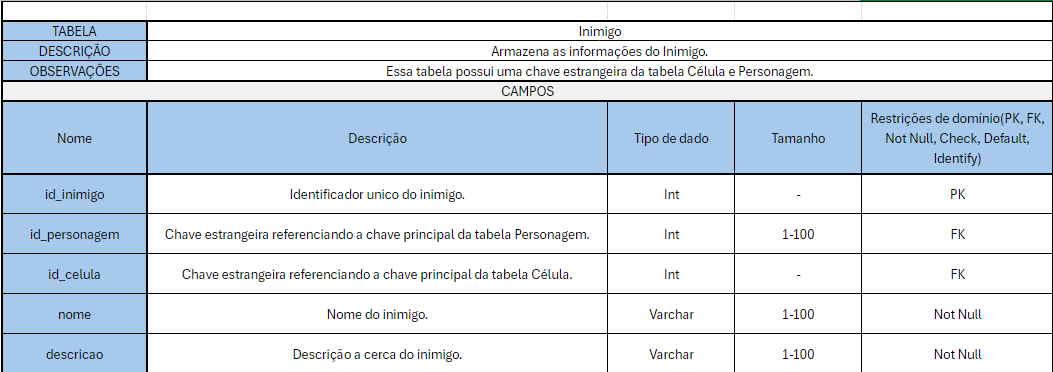 TABELA Inimigo
DESCRIÇÃO Armazena as informações do Inimigo.
OBSERVAÇÕES Essa tabela possui uma chave estrangeira da tabela Célula e Personagem.
CAMPOS
Nome Descrição Tipo de dado Tamanho Restrições de domínio(PK, FK,
Not Null, Check, Default,
Identify)
id_inimigo Identificador unico do inimigo. Int - PK
id_personagem Chave estrangeira referenciando a chave principal da tabela Personagem. Int 1-100 FK
id_celula Chave estrangeira referenciando a chave principal da tabela Célula. Int - FK
nome Nome do inimigo. Varchar 1-100 Not Null
descricao Descrição a cerca do inimigo. Varchar 1-100 Not Null